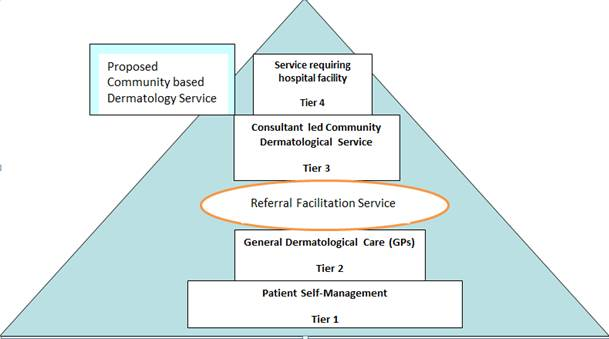 Proposed
Community based
Dermatology Service
Service requiring
hospital facility
Tier 4
Consultant led Community
Dermatological Service
Tier 3
Referral Facilitation Service
General Dermatological Care (GPs)
Tier 2
Patient Self-Management
Tier 1